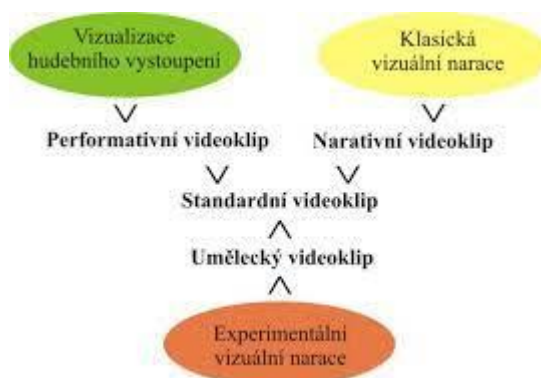 Vizualizace
hudebního vystoupení
Klasická
vizuální narace
Performativní videoklip
Narativní videoklip
Standardní videoklip
Umělecký videoklip
Experimentální
vizuální narace